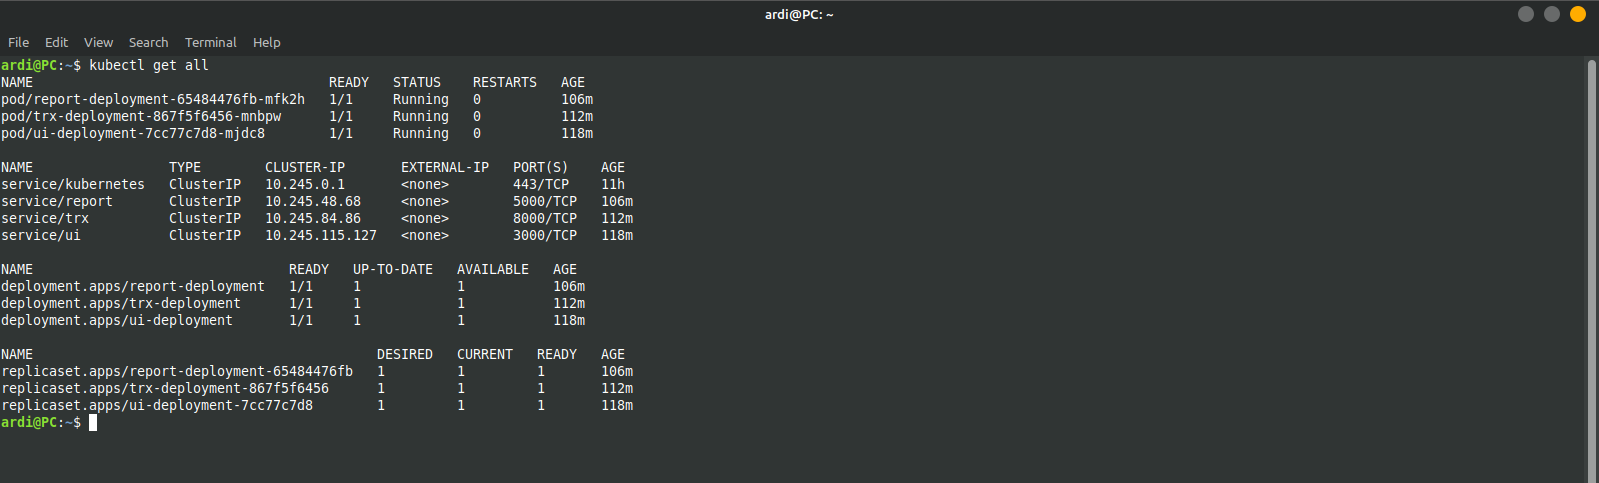 ardi@PC: ~
File Edit View Search Terminal Help
ardi@PC:~$ kubectl get all
NAME READY STATUS RESTARTS AGE
pod/report-deployment-65484476fb-mfk2h 1/1 Running 0 106m
pod/trx-deployment-867f5f6456-mnbpw 1/1 Running 0 112m
pod/ui-deployment-7cc77c7d8-mjdc8 1/1 Running 0 118m
NAME TYPE CLUSTER-IP EXTERNAL-IP PORT(S) AGE
service/kubernetes ClusterIP 10.245.0.1 <none> 443/TCP 11h
service/report ClusterIP 10.245.48.68 <none> 5000/TCP 106m
service/trx ClusterIP 10.245.84.86 <none> 8000/TCP 112m
service/ui ClusterIP 10.245.115.127 <none> 3000/TCP 118m
NAME READY UP-TO-DATE AVAILABLE AGE
deployment.apps/report-deployment 1/1 1 1 106m
deployment.apps/trx-deployment 1/1 1 1 112m
deployment.apps/ui-deployment 1/1 1 1 118m
NAME DESIRED CURRENT READY AGE
replicaset.apps/report-deployment-65484476fb 1 1 1 106m
replicaset.apps/trx-deployment-867f5f6456 1 1 1 112m
replicaset.apps/ui-deployment-7cc77c7d8 1 1 1 118m
ardi@PC:~$